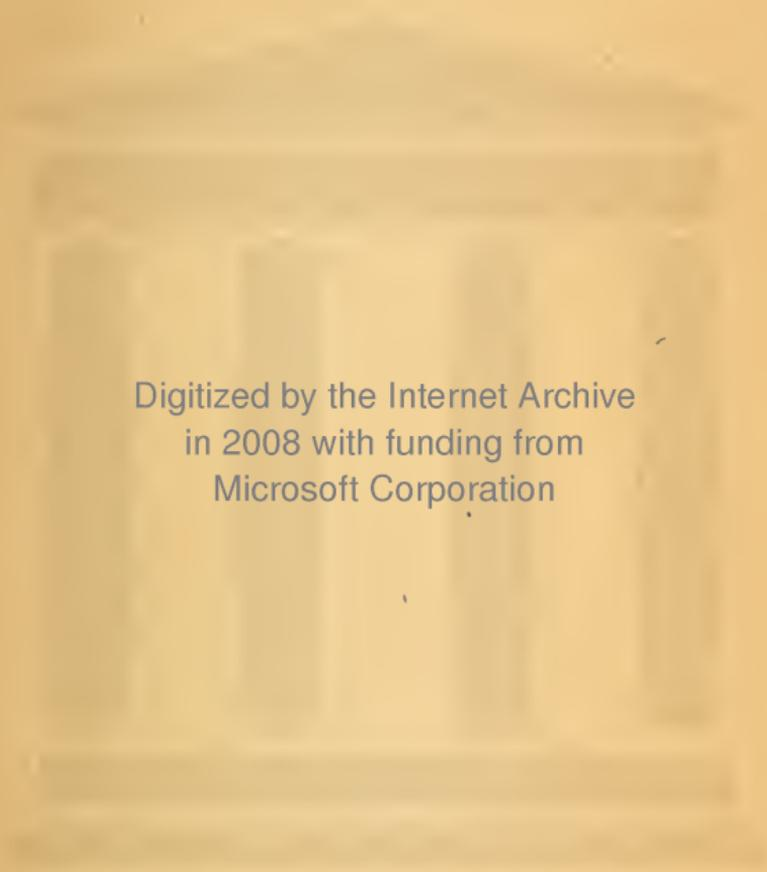 Digitized by the Internet Archive
in 2008 with funding from
Microsoft Corporation